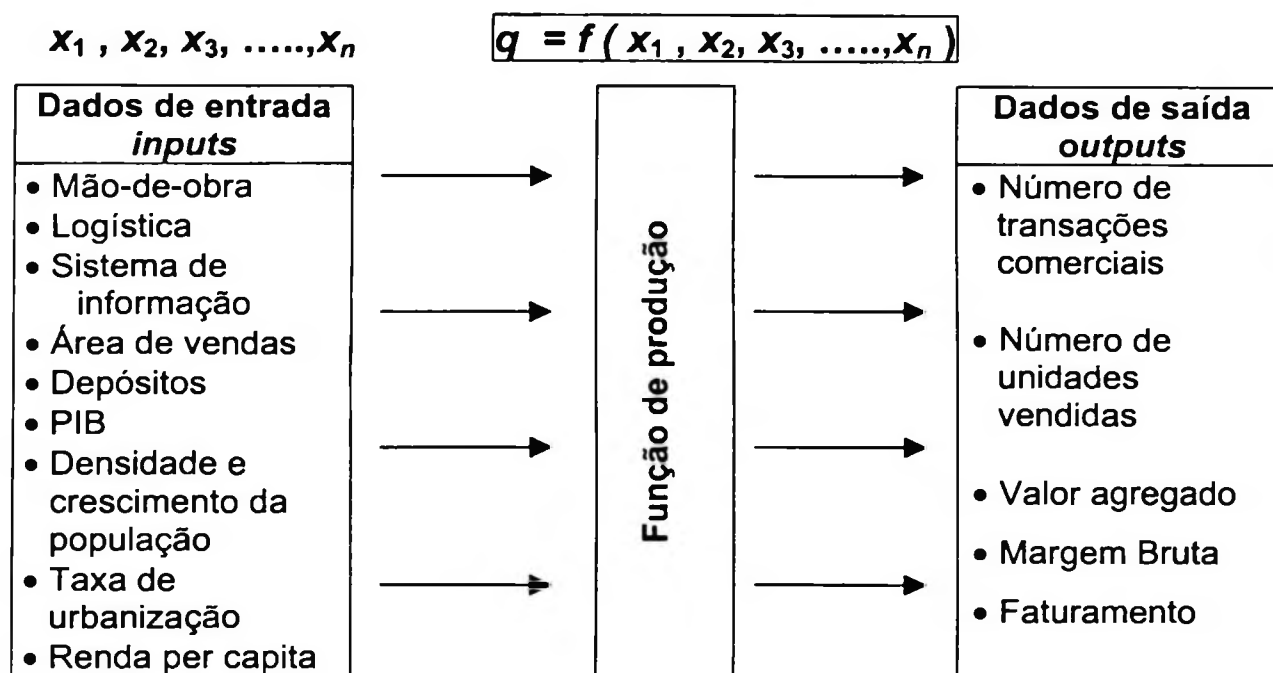 x1 , x2, x3, .....,xn
q = f ( x1 , x2, x3, .....,xn )
Dados de entrada
inputs
• Mão-de-obra
• Logística
• Sistema de
informação
• Área de vendas
• Depósitos
• PIB
• Densidade e
crescimento da
população
• Taxa de
urbanização
• Renda per capita
Função de produção
Dados de saída
outputs
• Número de
transações
comerciais
• Número de
unidades
vendidas
• Valor agregado
• Margem Bruta
• Faturamento